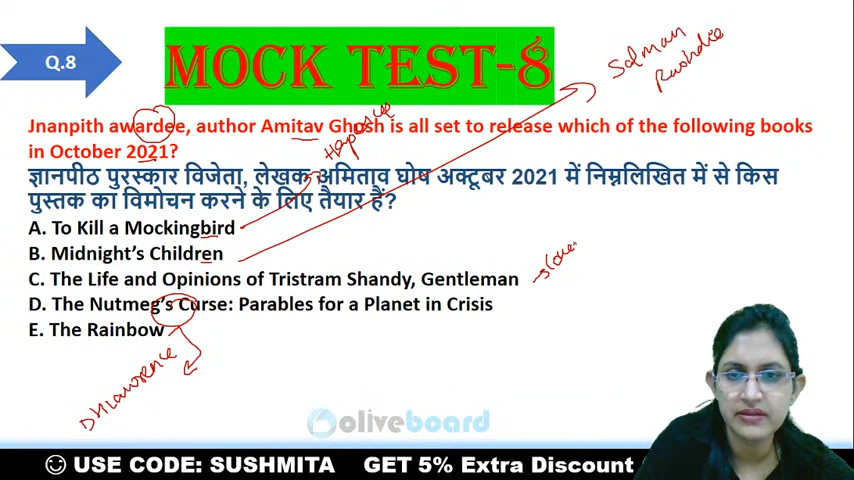 Q.8
MOCK TEST-8
Salman
Rushdie
Jnanpith awardee, author Amitav Ghosh is all set to release which of the following books
in October 2021?
ज्ञानपीठ पुरस्कार विजेता, लेखक अमिताव घोष अक्टूबर 2021 में निम्नलिखित में से किस
पुस्तक का विमोचन करने के लिए तैयार हैं?
A. To Kill a Mockingbird
B. Midnight's Children
C. The Life and Opinions of Tristram Shandy, Gentleman
D. The Nutmeg's Curse: Parables for a Planet in Crisis
E. The Rainbow
DH Lawrence
oliveboard
USE CODE: SUSHMITA GET 5% Extra Discount